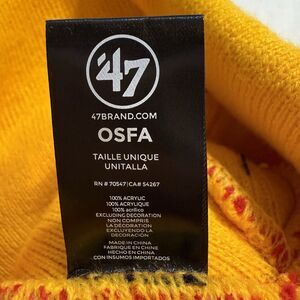 '47
47BRAND.COM
OSFA
TAILLE UNIQUE
UNITALLA
RN # 70547|CA# 54267
100% ACRYLIC
100% ACRYLIQUE
100% acrílico
EXCLUDING DECORATION
NON COMPRIS
LA DÉCORATION
EXCLUYENDO LA
DECORACIÓN
MADE IN CHINA
FABRIQUÉ EN CHINE
HECHO EN CHINA
CON INSUMOS IMPORTADOS